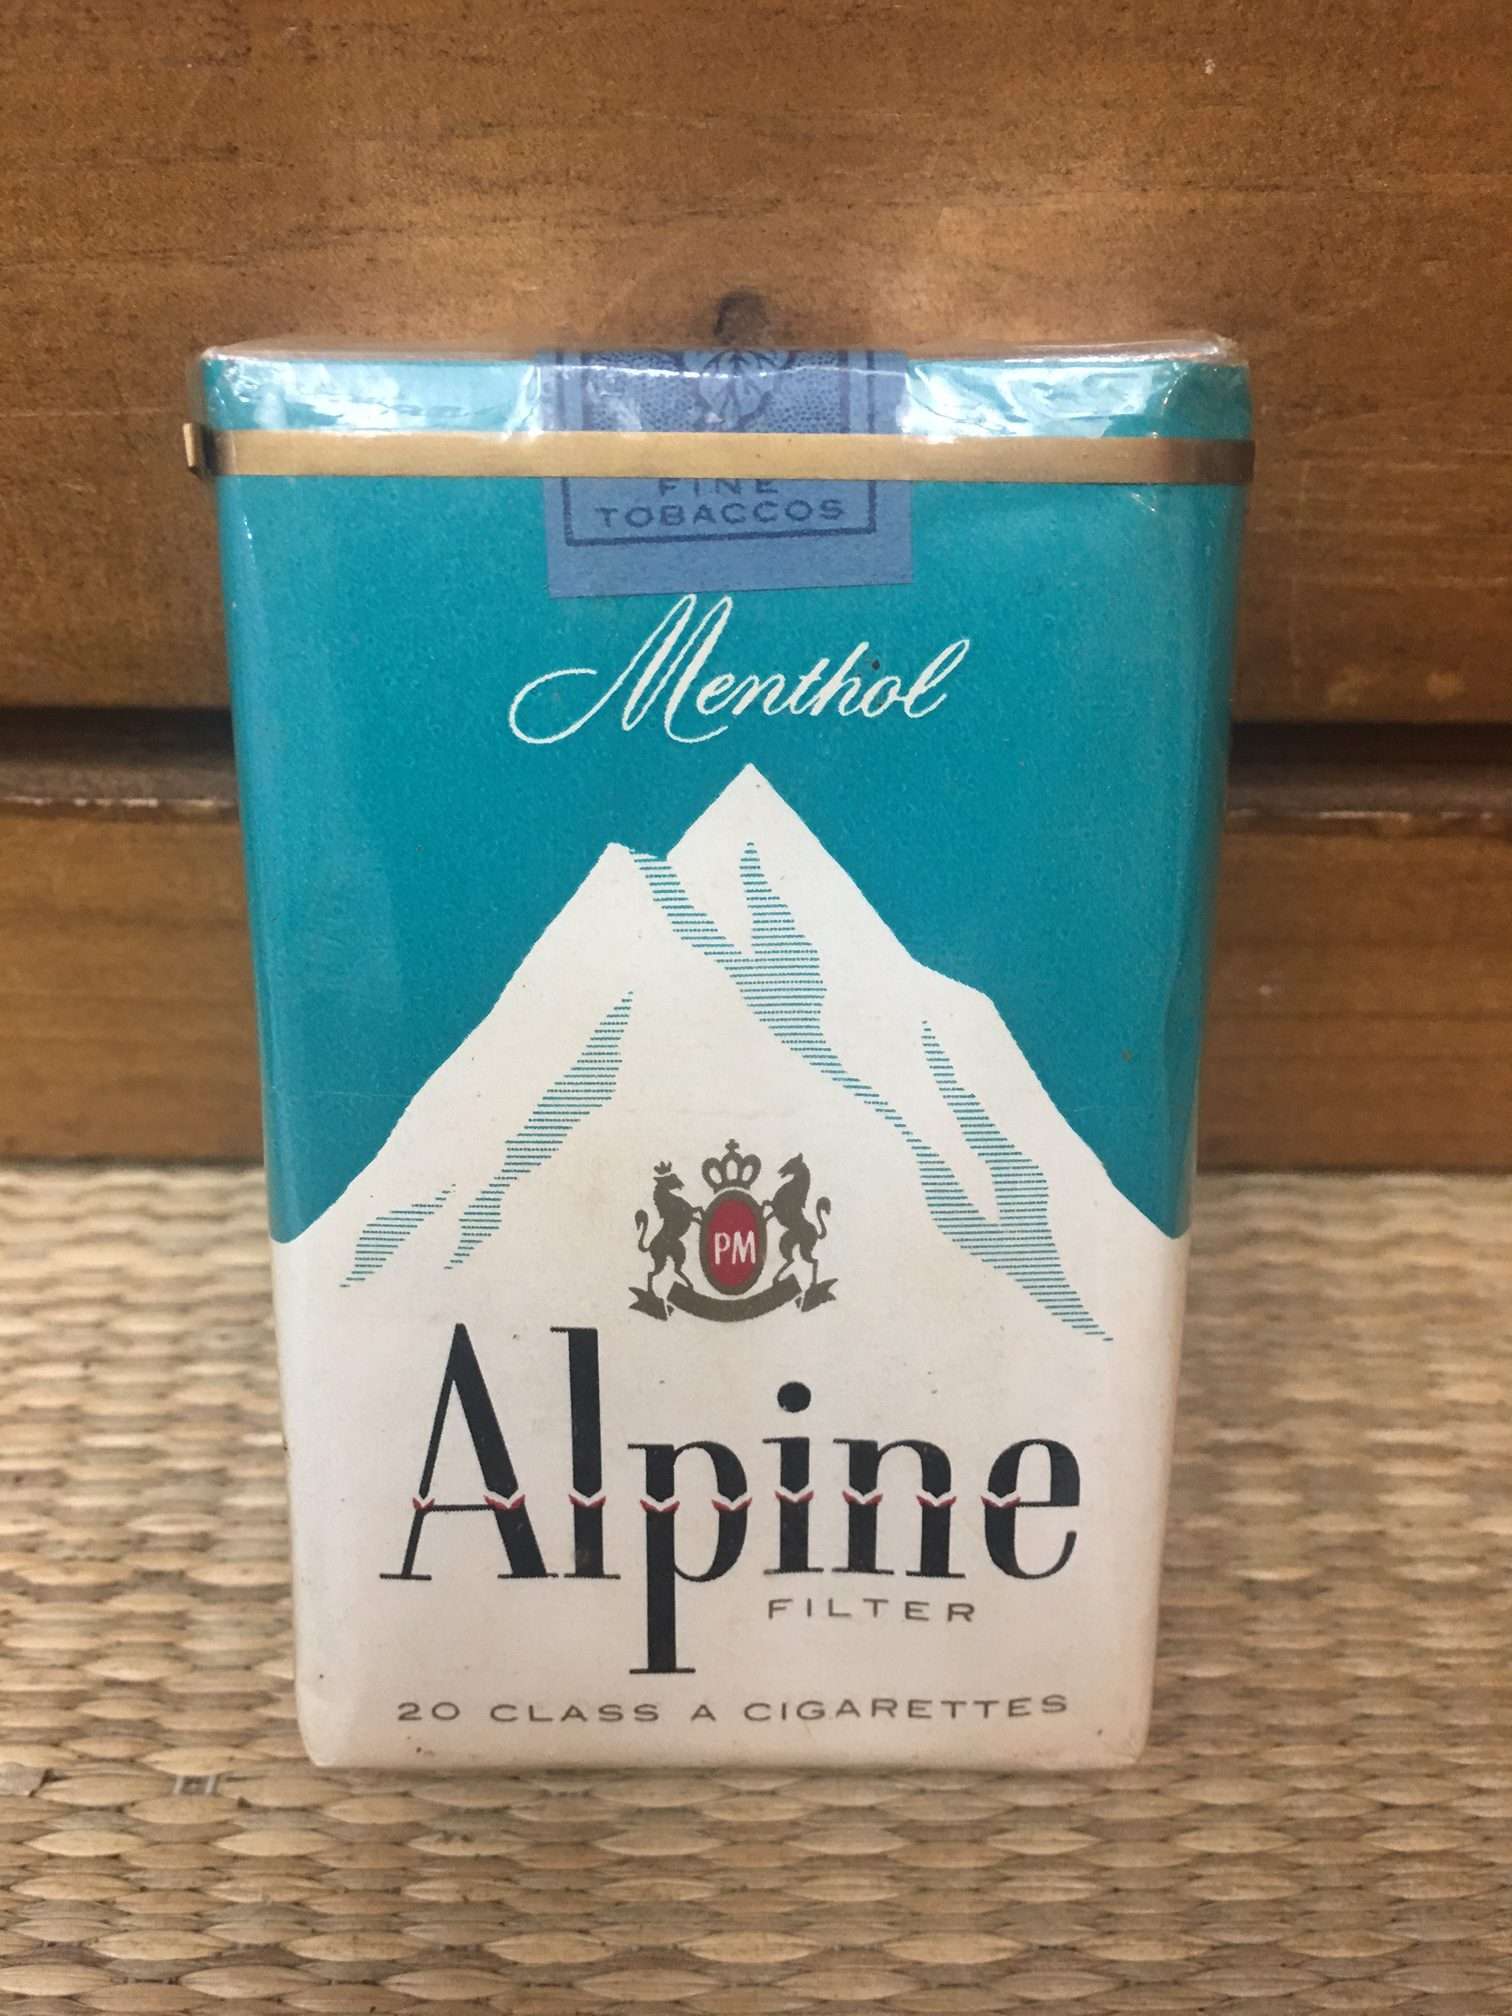 FINE
TOBACCOS
Menthol
PM
Alpine
FILTER
20 CLASS A CIGARETTES